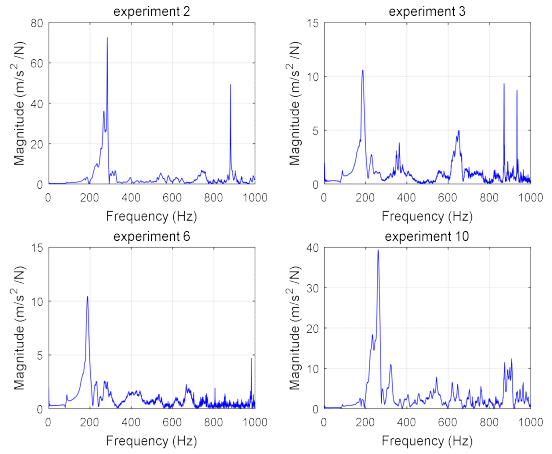 experiment 2
experiment 3
80
60
40
20
0
Magnitude (m/s² /N)
0 200 400 600 800 1000
Frequency (Hz)
15
10
5
0
Magnitude (m/s² /N)
0 200 400 600 800 1000
Frequency (Hz)
experiment 6
experiment 10
15
10
5
0
Magnitude (m/s² /N)
0 200 400 600 800 1000
Frequency (Hz)
40
30
20
10
0
Magnitude (m/s² /N)
0 200 400 600 800 1000
Frequency (Hz)